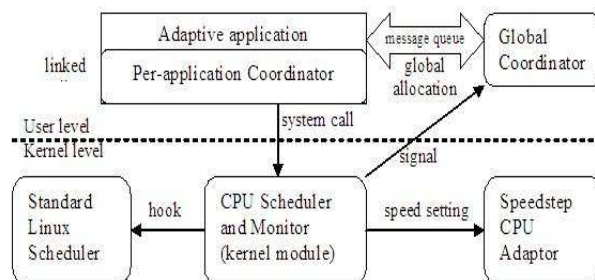 Adaptive application
message queue
Global
Coordinator
linked
..
Per-application Coordinator
global
allocation
system call
User level
Kernel level
signal
Standard
Linux
Scheduler
hook
CPU Scheduler
and Monitor
(kernel module)
speed setting
Speedstep
CPU
Adaptor